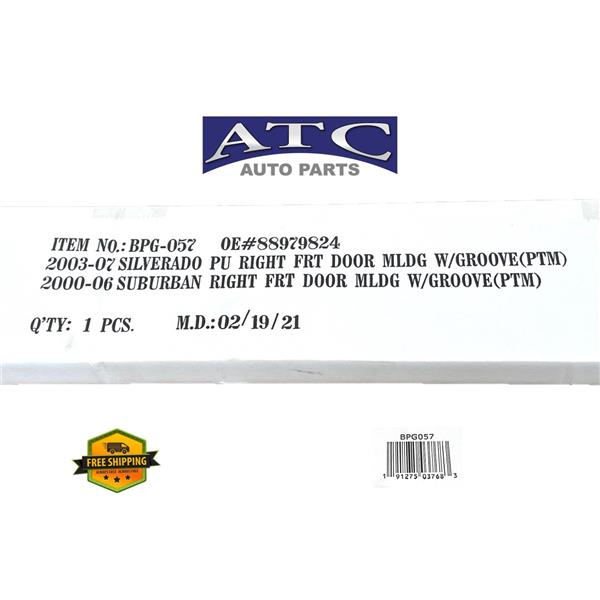 ATC
AUTO PARTS
ITEM NO.: BPG-057 OE#88979824
2003-07 SILVERADO PU RIGHT FRT DOOR MLDG W/GROOVE(PTM)
2000-06 SUBURBAN RIGHT FRT DOOR MLDG W/GROOVE(PTM)
Q'TY: 1 PCS. M.D.: 02/19/21
FREE SHIPPING
BPG057
1 91275 03768 3